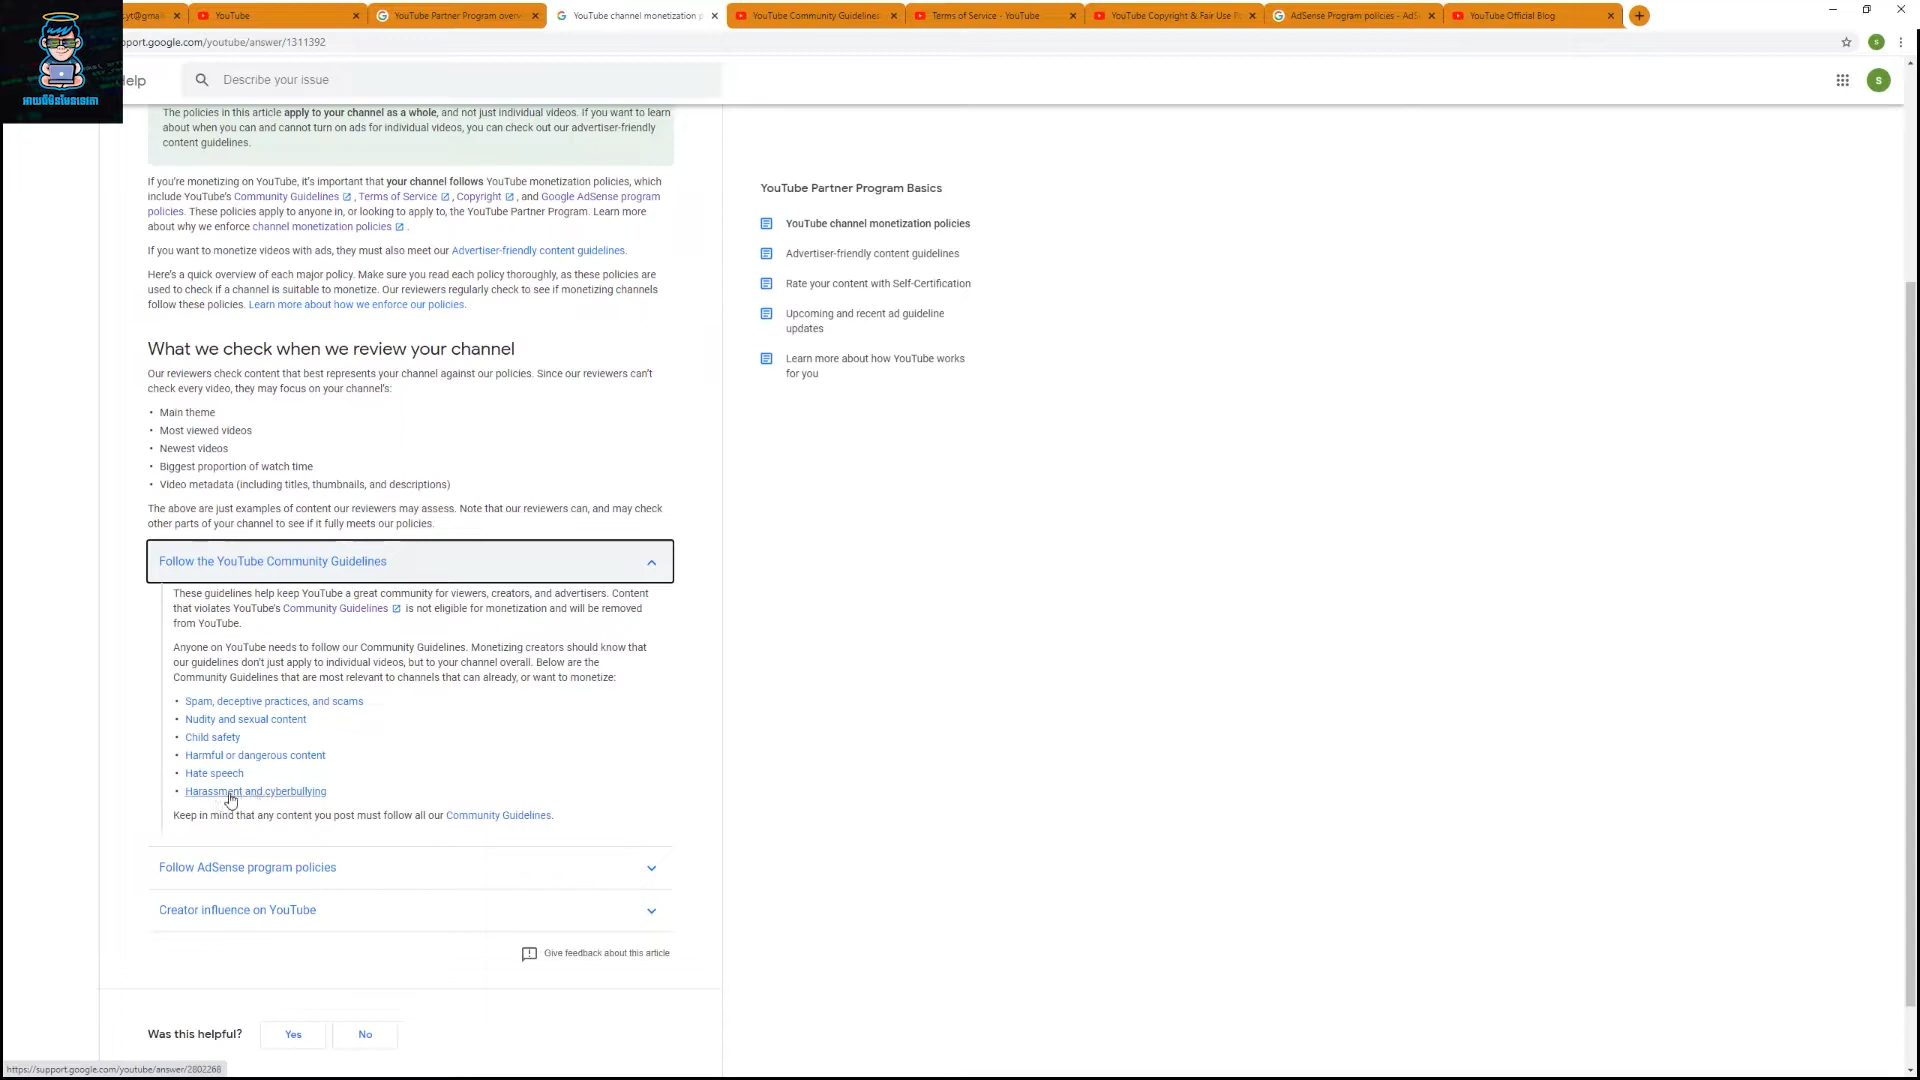 yt@gmai
YouTube
YouTube Partner Program overv
YouTube channel monetization p
YouTube Community Guidelines
Terms of Service - YouTube
YouTube Copyright & Fair Use Po
AdSense Program policies - AdS
YouTube Official Blog
port.google.com/youtube/answer/1311392
elp
Describe your issue
S
S
The policies in this article apply to your channel as a whole, and not just individual videos. If you want to learn
about when you can and cannot turn on ads for individual videos, you can check out our advertiser-friendly
content guidelines.
If you're monetizing on YouTube, it's important that your channel follows YouTube monetization policies, which
include YouTube's Community Guidelines , Terms of Service , Copyright , and Google AdSense program
policies. These policies apply to anyone in, or looking to apply to, the YouTube Partner Program. Learn more
about why we enforce channel monetization policies .
If you want to monetize videos with ads, they must also meet our Advertiser-friendly content guidelines.
Here's a quick overview of each major policy. Make sure you read each policy thoroughly, as these policies are
used to check if a channel is suitable to monetize. Our reviewers regularly check to see if monetizing channels
follow these policies. Learn more about how we enforce our policies.
What we check when we review your channel
Our reviewers check content that best represents your channel against our policies. Since our reviewers can't
check every video, they may focus on your channel's:
• Main theme
• Most viewed videos
• Newest videos
• Biggest proportion of watch time
• Video metadata (including titles, thumbnails, and descriptions)
The above are just examples of content our reviewers may assess. Note that our reviewers can, and may check
other parts of your channel to see if it fully meets our policies.
Follow the YouTube Community Guidelines
These guidelines help keep YouTube a great community for viewers, creators, and advertisers. Content
that violates YouTube's Community Guidelines is not eligible for monetization and will be removed
from YouTube.
Anyone on YouTube needs to follow our Community Guidelines. Monetizing creators should know that
our guidelines don't just apply to individual videos, but to your channel overall. Below are the
Community Guidelines that are most relevant to channels that can already, or want to monetize:
• Spam, deceptive practices, and scams
• Nudity and sexual content
• Child safety
• Harmful or dangerous content
• Hate speech
• Harassment and cyberbullying
Keep in mind that any content you post must follow all our Community Guidelines.
Follow AdSense program policies
Creator influence on YouTube
Give feedback about this article
Was this helpful?
Yes
No
YouTube Partner Program Basics
YouTube channel monetization policies
Advertiser-friendly content guidelines
Rate your content with Self-Certification
Upcoming and recent ad guideline
updates
Learn more about how YouTube works
for you
https://support.google.com/youtube/answer/2802268